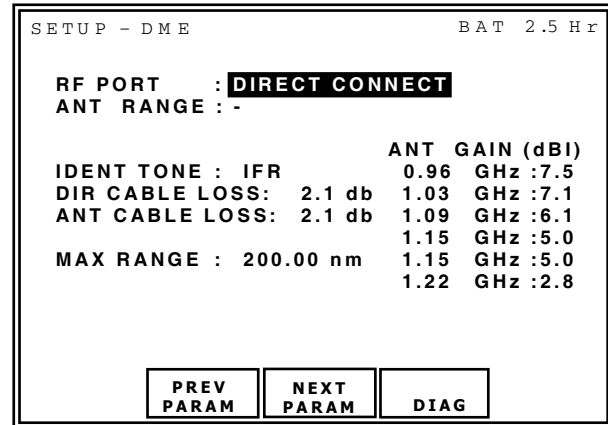 SETUP – DME BAT 2.5 Hr
RF PORT : DIRECT CONNECT
ANT RANGE : -
ANT GAIN (dBI)
IDENT TONE : IFR 0.96 GHz :7.5
DIR CABLE LOSS: 2.1 db 1.03 GHz :7.1
ANT CABLE LOSS: 2.1 db 1.09 GHz :6.1
1.15 GHz :5.0
MAX RANGE : 200.00 nm 1.15 GHz :5.0
1.22 GHz :2.8
PREV PARAM
NEXT PARAM
DIAG